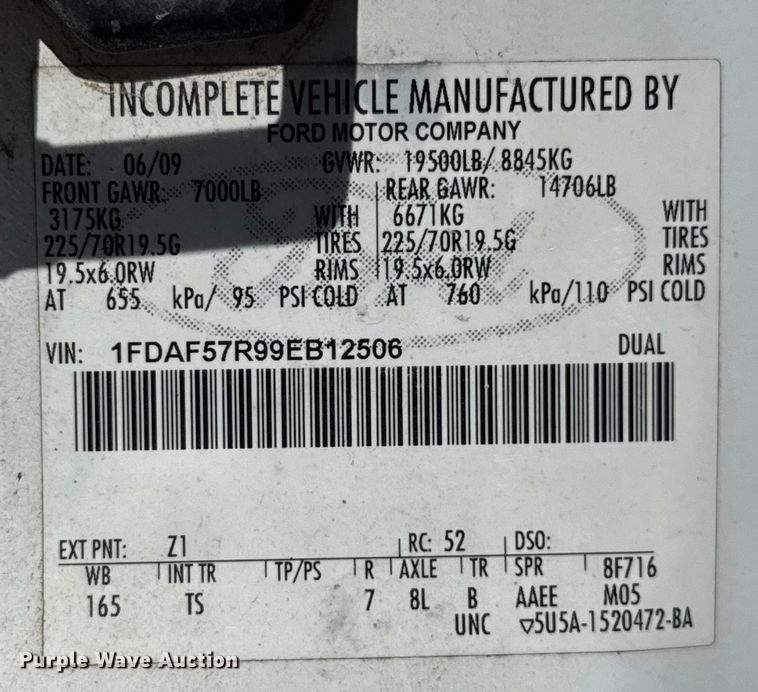 INCOMPLETE VEHICLE MANUFACTURED BY
FORD MOTOR COMPANY
DATE: 06/09 GVWR: 19500LB/ 8845KG
FRONT GAWR: 7000LB REAR GAWR: 14706LB
3175KG WITH 6671KG WITH
225/70R19.5G TIRES 225/70R19.5G TIRES
19.5x6.0RW RIMS 19.5x6.0RW RIMS
AT 655 kPa/ 95 PSI COLD AT 760 kPa/110 PSI COLD
VIN: 1FDAF57R99EB12506 DUAL
EXT PNT: Z1 RC: 52 DSO:
WB INT TR TP/PS R AXLE TR SPR 8F716
165 TS 7 8L B AAEE M05
UNC ▽5U5A-1520472-BA
Purple Wave Auction